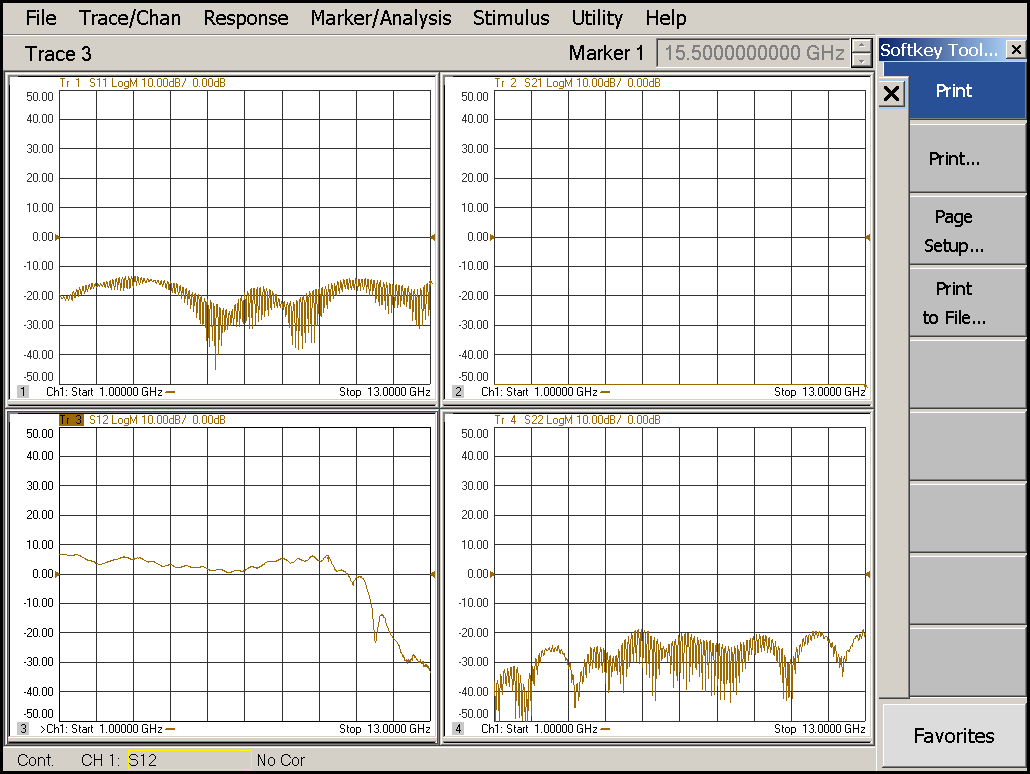 File Trace/Chan Response Marker/Analysis Stimulus Utility Help
Trace 3 Marker 1 15.5000000000 GHz
Softkey Tool...
Print
Print...
Page
Setup...
Print
to File...
Favorites
Tr 1 S11 LogM 10.00dB/ 0.00dB
50.00
40.00
30.00
20.00
10.00
0.00
-10.00
-20.00
-30.00
-40.00
-50.00
1 Ch1: Start 1.00000 GHz Stop 13.0000 GHz
Tr 2 S21 LogM 10.00dB/ 0.00dB
50.00
40.00
30.00
20.00
10.00
0.00
-10.00
-20.00
-30.00
-40.00
-50.00
2 Ch1: Start 1.00000 GHz Stop 13.0000 GHz
Tr 3 S12 LogM 10.00dB/ 0.00dB
50.00
40.00
30.00
20.00
10.00
0.00
-10.00
-20.00
-30.00
-40.00
-50.00
3 >Ch1: Start 1.00000 GHz Stop 13.0000 GHz
Tr 4 S22 LogM 10.00dB/ 0.00dB
50.00
40.00
30.00
20.00
10.00
0.00
-10.00
-20.00
-30.00
-40.00
-50.00
4 Ch1: Start 1.00000 GHz Stop 13.0000 GHz
Cont. CH 1: S12 No Cor